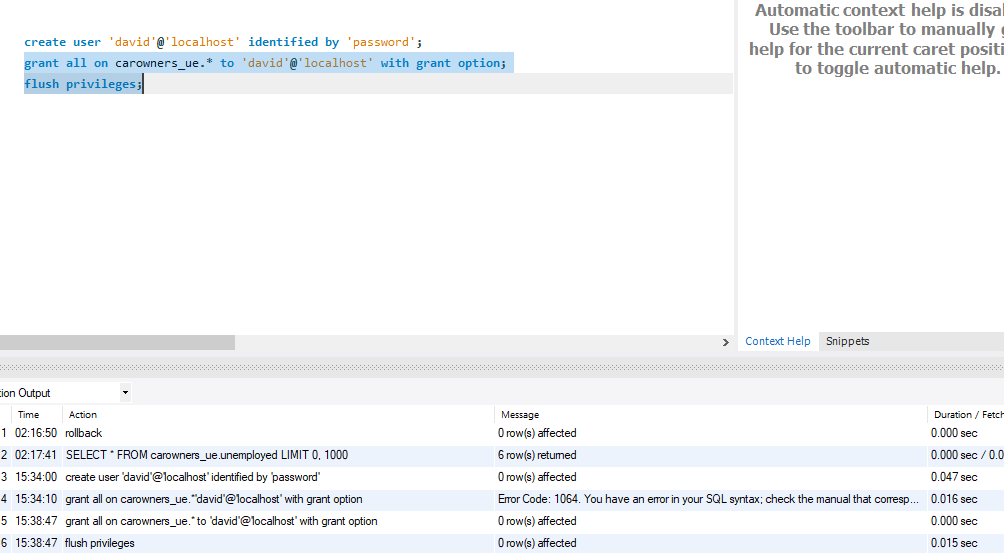 Automatic context help is
Use the toolbar to manually
create user 'david'@'localhost' identified by 'password';
help for the current caret
grant all on carowners_ue.* to 'david'@'localhost' with grant option;
to toggle automatic help.
flush privileges;
Context Help Snippets
Output
Time Action Message Duration /
1 02:16:50 rollback 0 row(s) affected 0.000 sec
2 02:17:41 SELECT * FROM carowners_ue.unemployed LIMIT 0, 1000 6 row(s) returned 0.000 sec / 0.0
3 15:34:00 create user 'david'@'localhost' identified by 'password' 0 row(s) affected 0.047 sec
4 15:34:10 grant all on carowners_ue.*'david'@'localhost' with grant option Error Code: 1064. You have an error in your SQL syntax; check the manual that corresp... 0.016 sec
5 15:38:47 grant all on carowners_ue.* to 'david'@'localhost' with grant option 0 row(s) affected 0.000 sec
6 15:38:47 flush privileges 0 row(s) affected 0.015 sec